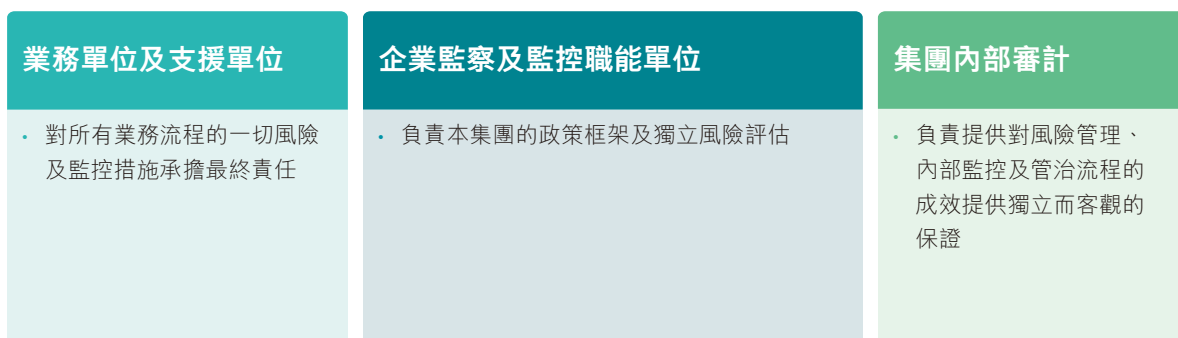 業務單位及支援單位
• 對所有業務流程的一切風險
及監控措施承擔最終責任
企業監察及監控職能單位
• 負責本集團的政策框架及獨立風險評估
集團內部審計
• 負責提供對風險管理、
內部監控及管治流程的
成效提供獨立而客觀的
保證